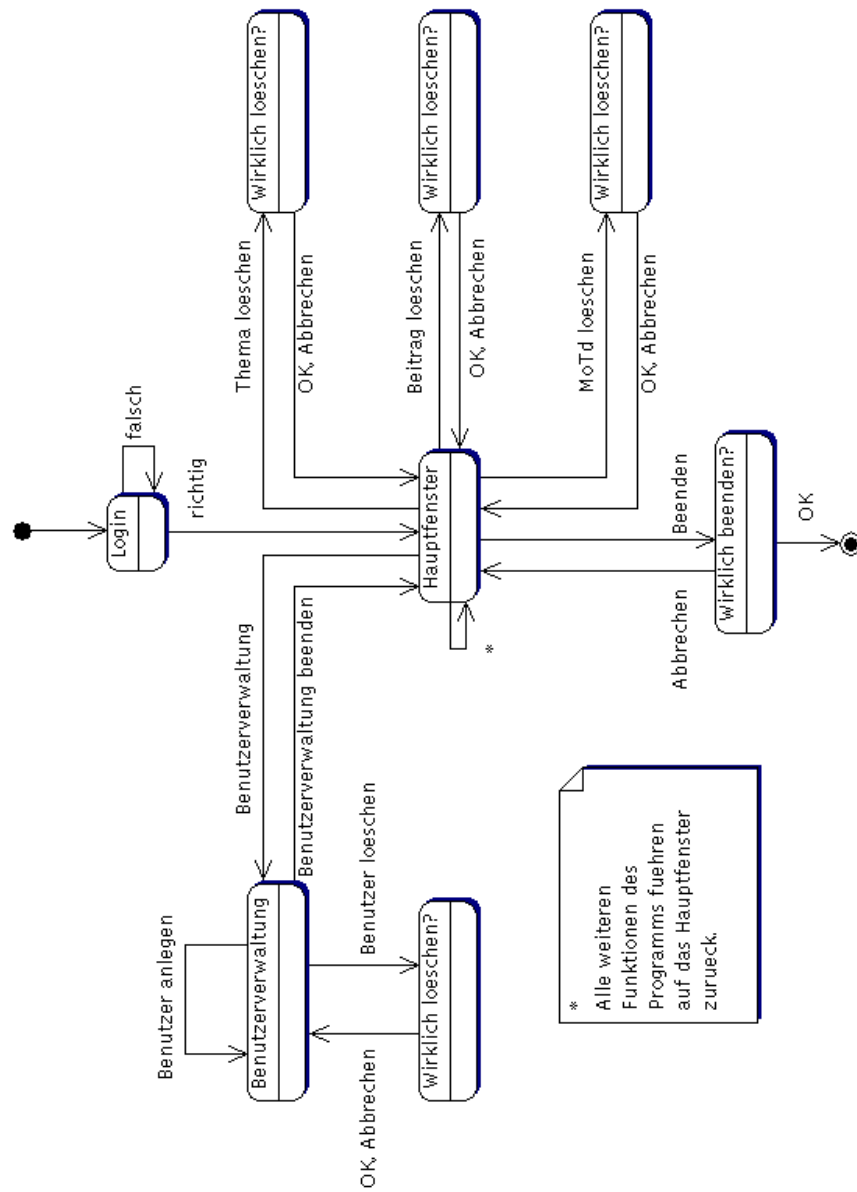 Login
falsch
Benutzer anlegen
richtig
Benutzerverwaltung
Thema loeschen
Benutzerverwaltung
Wirklich loeschen?
Benutzerverwaltung beenden
OK, Abbrechen
OK, Abbrechen
Benutzer loeschen
Beitrag loeschen
Wirklich loeschen?
Hauptfenster
Wirklich loeschen?
OK, Abbrechen
*
MoTd loeschen
Wirklich loeschen?
OK, Abbrechen
*
Alle weiteren
Funktionen des
Programms fuehren
auf das Hauptfenster
zurueck.
Abbrechen
Beenden
Wirklich beenden?
OK